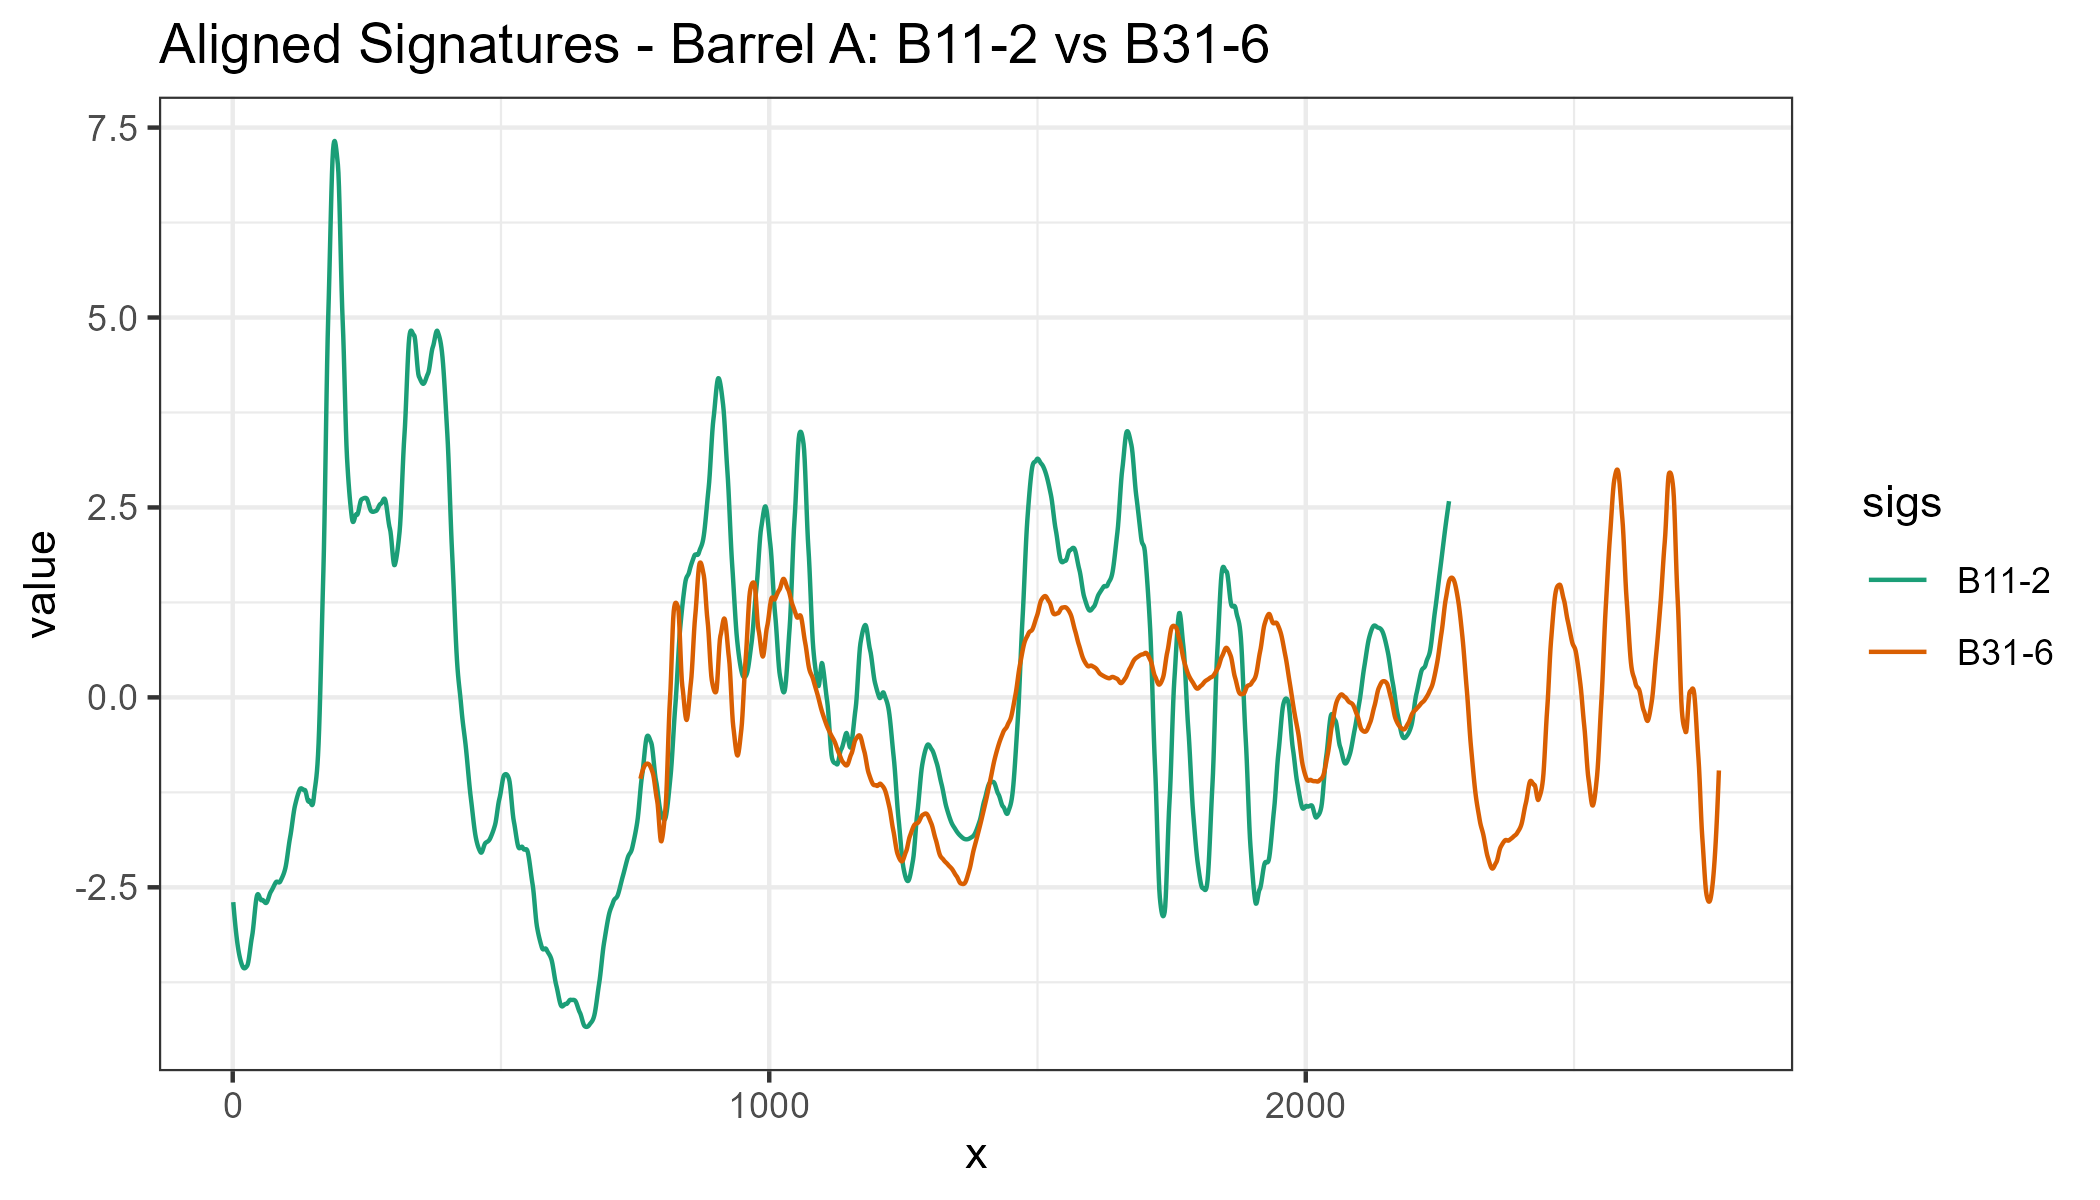 Aligned Signatures - Barrel A: B11-2 vs B31-6
7.5
5.0
2.5
0.0
-2.5
value
0
1000
2000
x
sigs
B11-2
B31-6